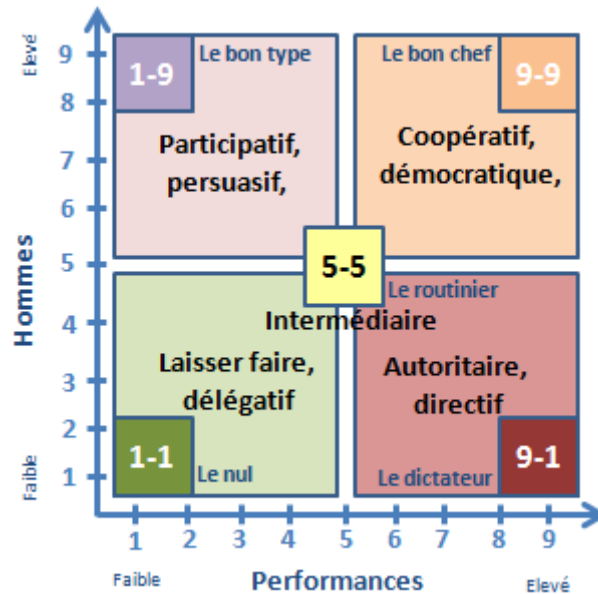 Elevé
9
1-9
Le bon type
Le bon chef
9-9
8
Participatif,
persuasif,
Coopératif,
démocratique,
7
6
Hommes
5
5-5
Le routinier
Intermédiaire
4
Laisser faire,
délégatif
Autoritaire,
directif
3
2
1-1
Le nul
Le dictateur
9-1
1
Faible
1 2 3 4 5 6 7 8 9
Faible
Performances
Elevé